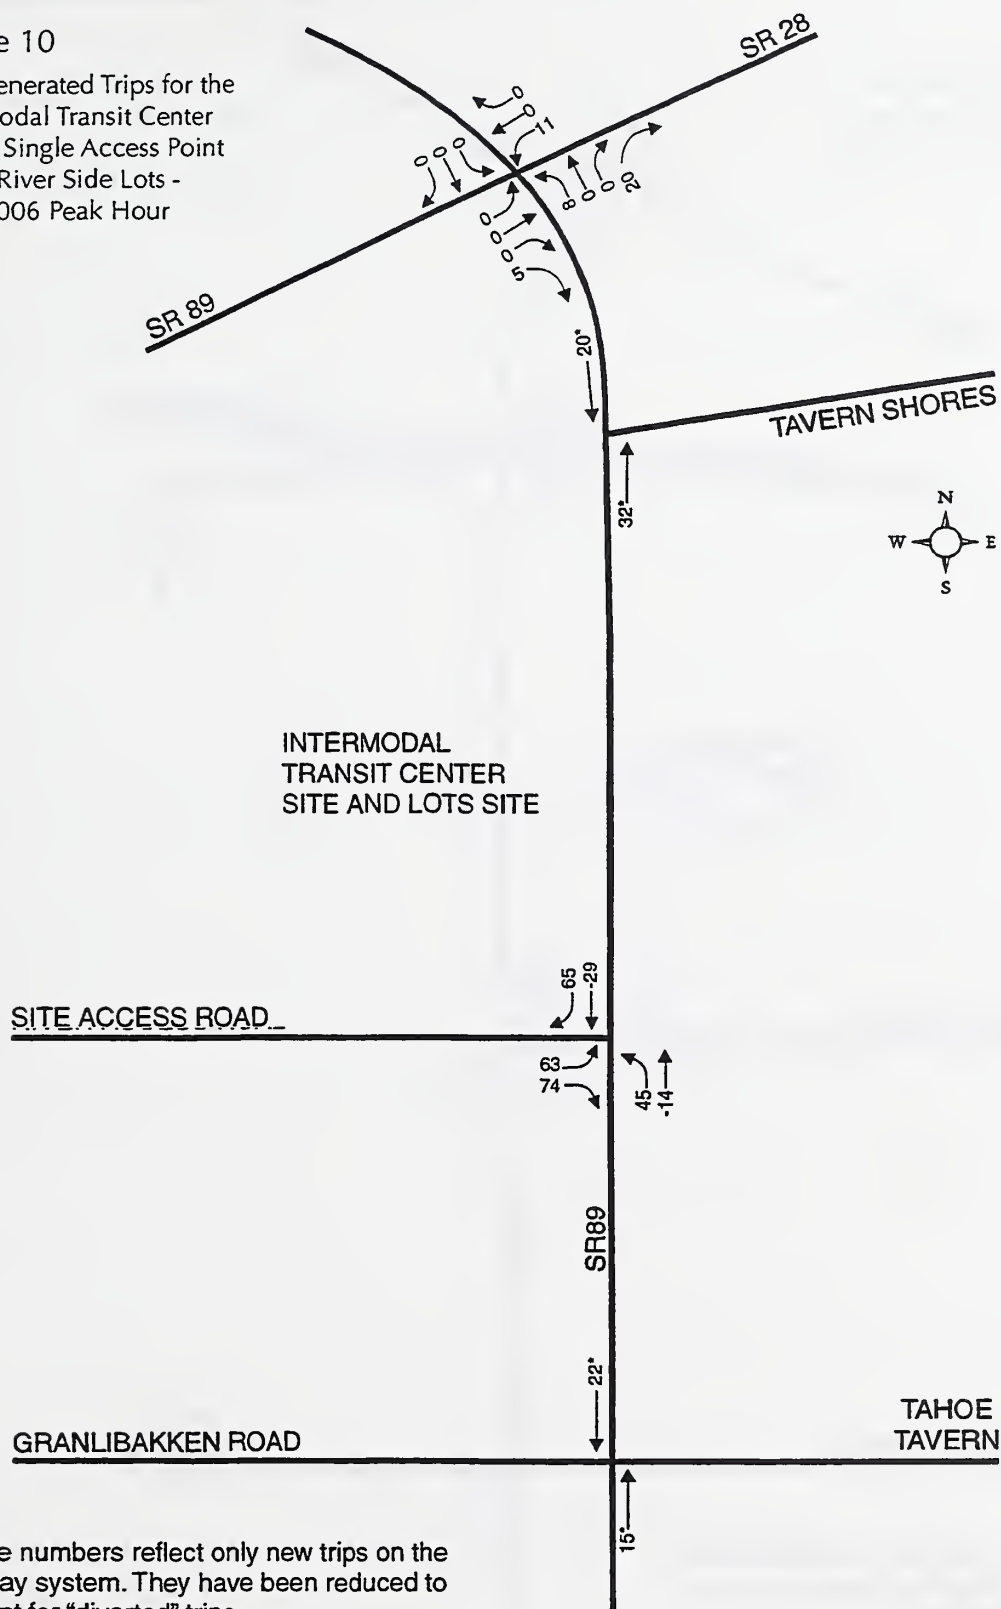 e 10
enerated Trips for the
odal Transit Center
Single Access Point
River Side Lots -
006 Peak Hour
SR 28
0
0
11
0 0 0
8 0 0 20
0
0
0
5
SR 89
20*
TAVERN SHORES
32*
N
W E
S
INTERMODAL
TRANSIT CENTER
SITE AND LOTS SITE
65 -29
SITE ACCESS ROAD
63
74
45 -14
SR89
22*
GRANLIBAKKEN ROAD
TAHOE
TAVERN
15*
e numbers reflect only new trips on the
ay system. They have been reduced to
nt for "diverted" trips